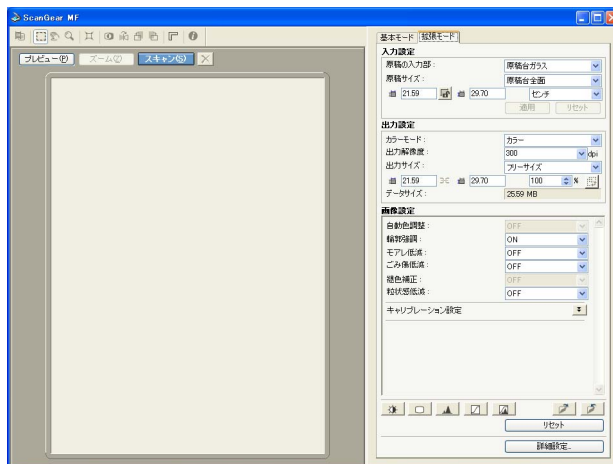 ScanGear MF
プレビュー(P) ズーム(Z) スキャン(S)
基本モード 拡張モード
入力設定
原稿の入力部: 原稿台ガラス
原稿サイズ: 原稿台全面
21.59 29.70 センチ
適用 リセット
出力設定
カラーモード: カラー
出力解像度: 300 dpi
出力サイズ: フリーサイズ
21.59 29.70 100 %
データサイズ: 25.59 MB
画像設定
自動色調整: OFF
輪郭強調: ON
モアレ低減: OFF
ごみ傷低減: OFF
褪色補正: OFF
粒状感低減: OFF
キャリブレーション設定
リセット
詳細設定...